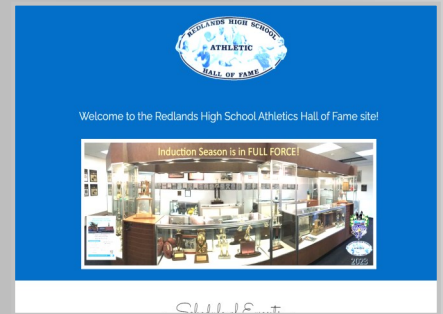 REDLANDS HIGH SCHOOL
ATHLETIC
HALL OF FAME
Welcome to the Redlands High School Athletics Hall of Fame site!
Induction Season is in FULL FORCE!
2023